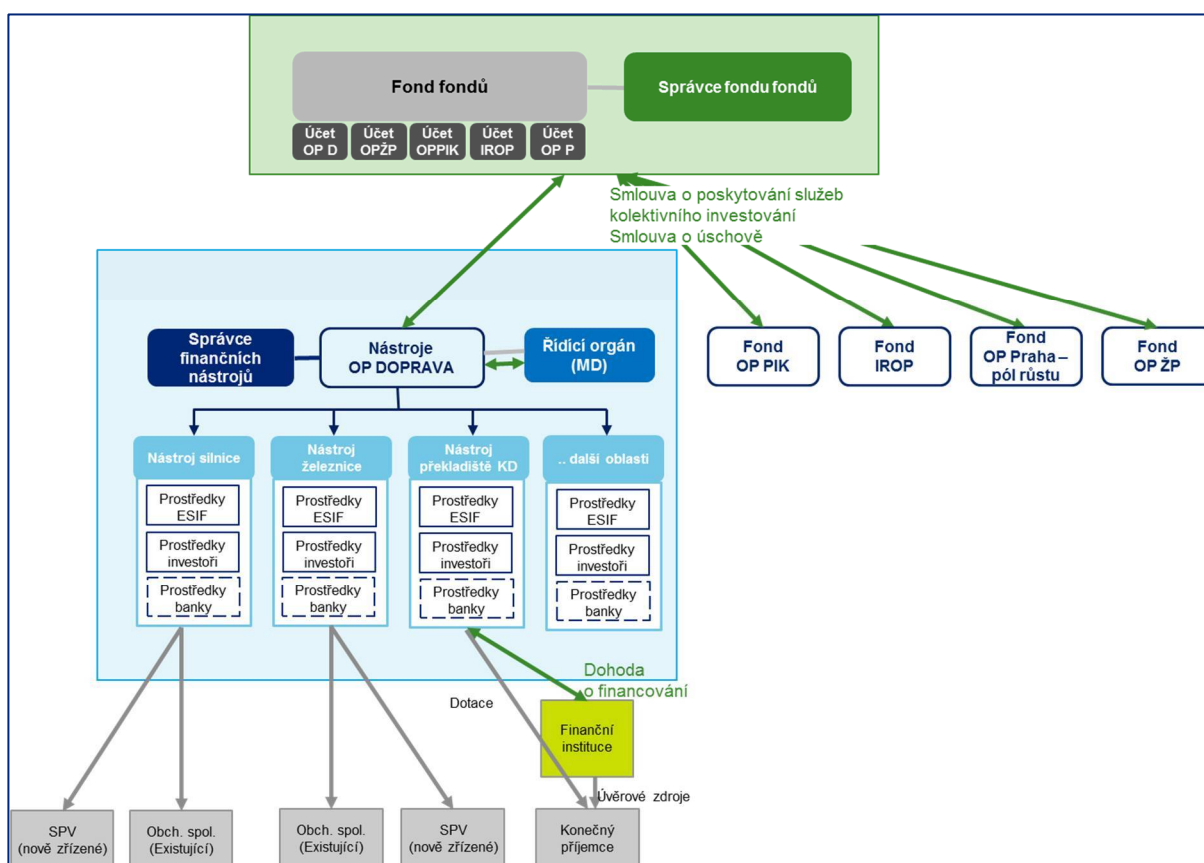 Fond fondů
Správce fondu fondů
Účet
OP D
Účet
OPŽP
Účet
OPPIK
Účet
IROP
Účet
OP P
Smlouva o poskytování služeb
kolektivního investování
Smlouva o úschově
Správce
finančních
nástrojů
Nástroje
OP DOPRAVA
Řídící orgán
(MD)
Fond
OP PIK
Fond
IROP
Fond
OP Praha –
pól růstu
Fond
OP ŽP
Nástroj silnice
Nástroj
železnice
Nástroj
překladiště KD
.. další oblasti
Prostředky
ESIF
Prostředky
investoři
Prostředky
banky
Prostředky
ESIF
Prostředky
investoři
Prostředky
banky
Prostředky
ESIF
Prostředky
investoři
Prostředky
banky
Prostředky
ESIF
Prostředky
investoři
Prostředky
banky
Dohoda
o financování
Dotace
Finanční
instituce
Úvěrové zdroje
SPV
(nově zřízené)
Obch. spol.
(Existující)
Obch. spol.
(Existující)
SPV
(nově zřízené)
Konečný
příjemce